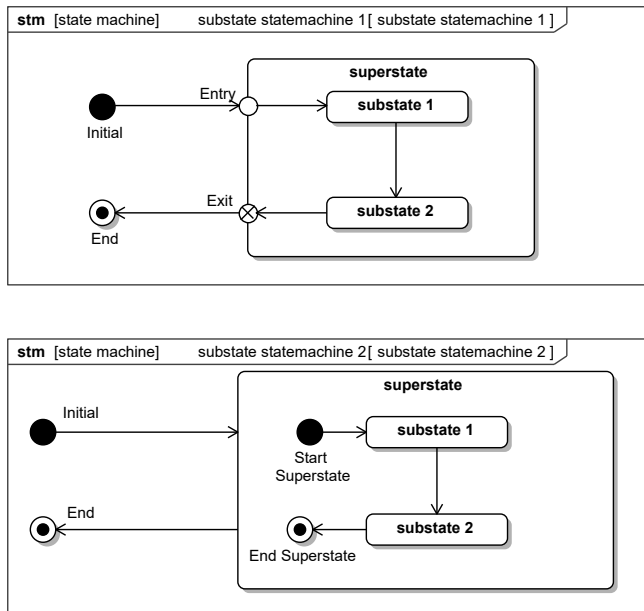 stm [state machine] substate statemachine 1[ substate statemachine 1 ]
superstate
Entry
substate 1
Initial
Exit
substate 2
End
stm [state machine] substate statemachine 2[ substate statemachine 2 ]
superstate
Initial
substate 1
Start
Superstate
End
substate 2
End Superstate